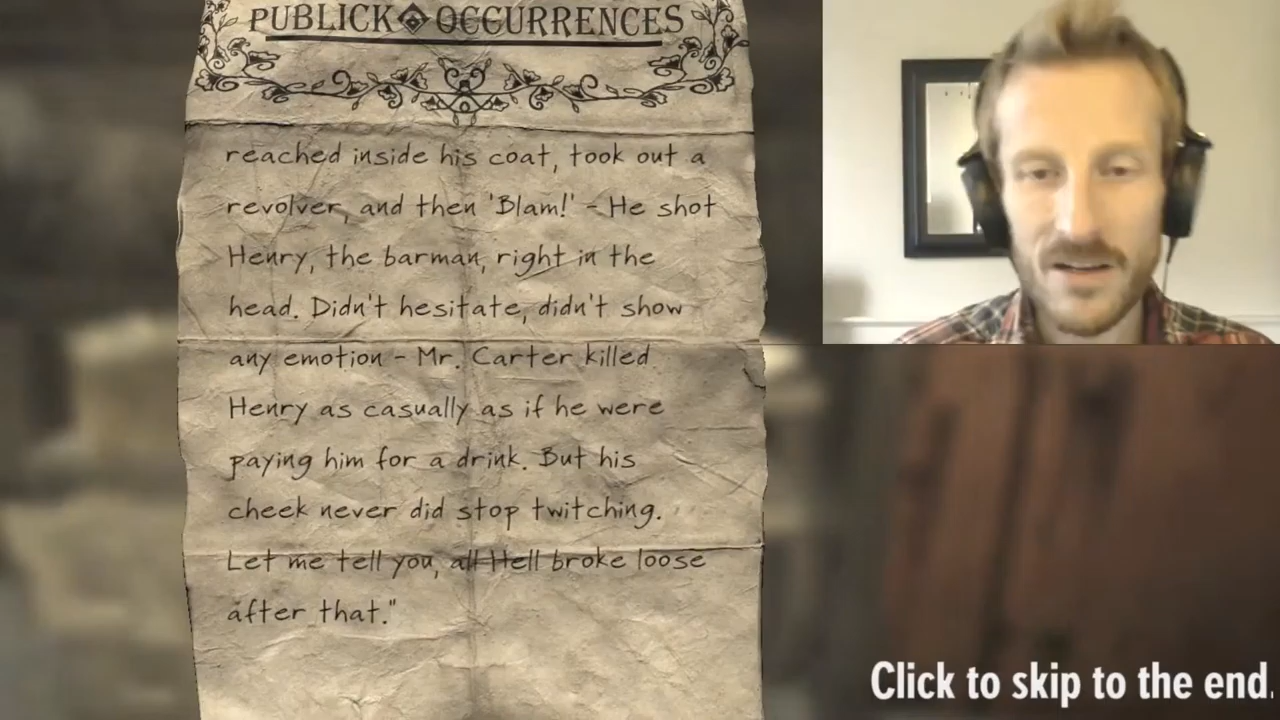 PUBLICK OCCURRENCES
reached inside his coat, took out a
revolver, and then 'Blam!' - He shot
Henry, the barman, right in the
head. Didn't hesitate, didn't show
any emotion - Mr. Carter killed
Henry as casually as if he were
paying him for a drink. But his
cheek never did stop twitching.
Let me tell you, all Hell broke loose
after that."
Click to skip to the end.